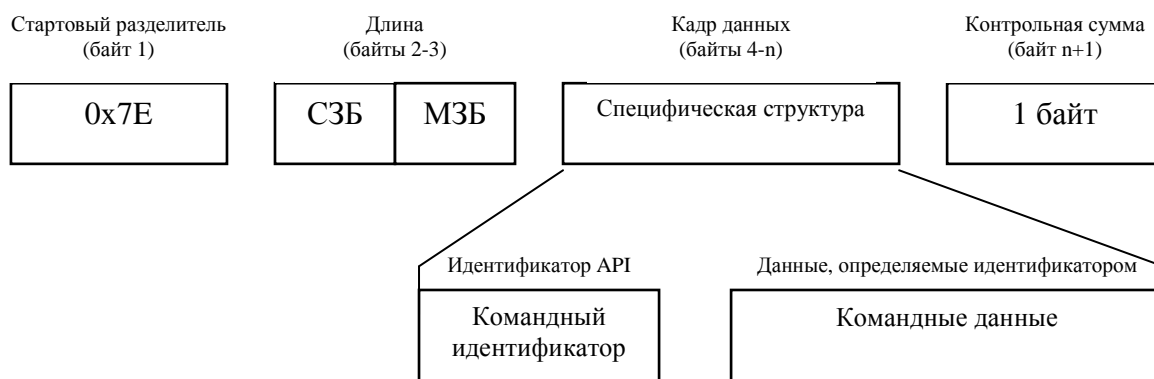 Стартовый разделитель
(байт 1)
Длина
(байты 2-3)
Кадр данных
(байты 4-n)
Контрольная сумма
(байт n+1)
0x7E
СЗБ
МЗБ
Специфическая структура
1 байт
Идентификатор API
Данные, определяемые идентификатором
Командный
идентификатор
Командные данные